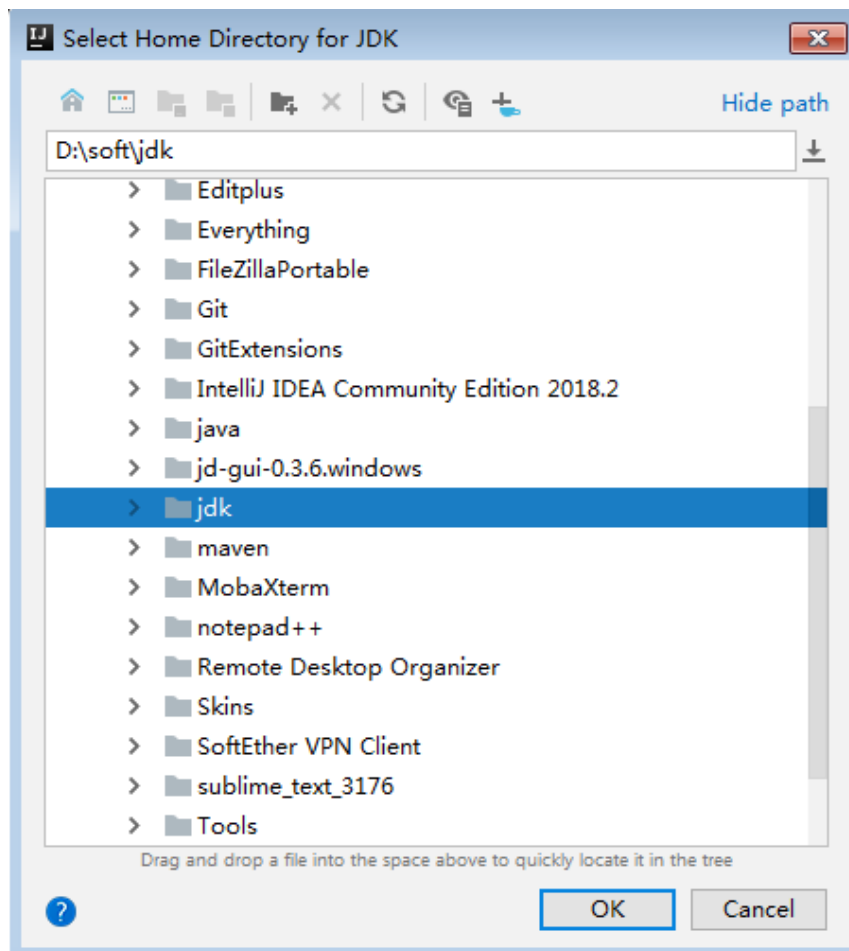 IJ Select Home Directory for JDK
Hide path
D:\soft\jdk
Editplus
Everything
FileZillaPortable
Git
GitExtensions
IntelliJ IDEA Community Edition 2018.2
java
jd-gui-0.3.6.windows
jdk
maven
MobaXterm
notepad++
Remote Desktop Organizer
Skins
SoftEther VPN Client
sublime_text_3176
Tools
Drag and drop a file into the space above to quickly locate it in the tree
? OK Cancel